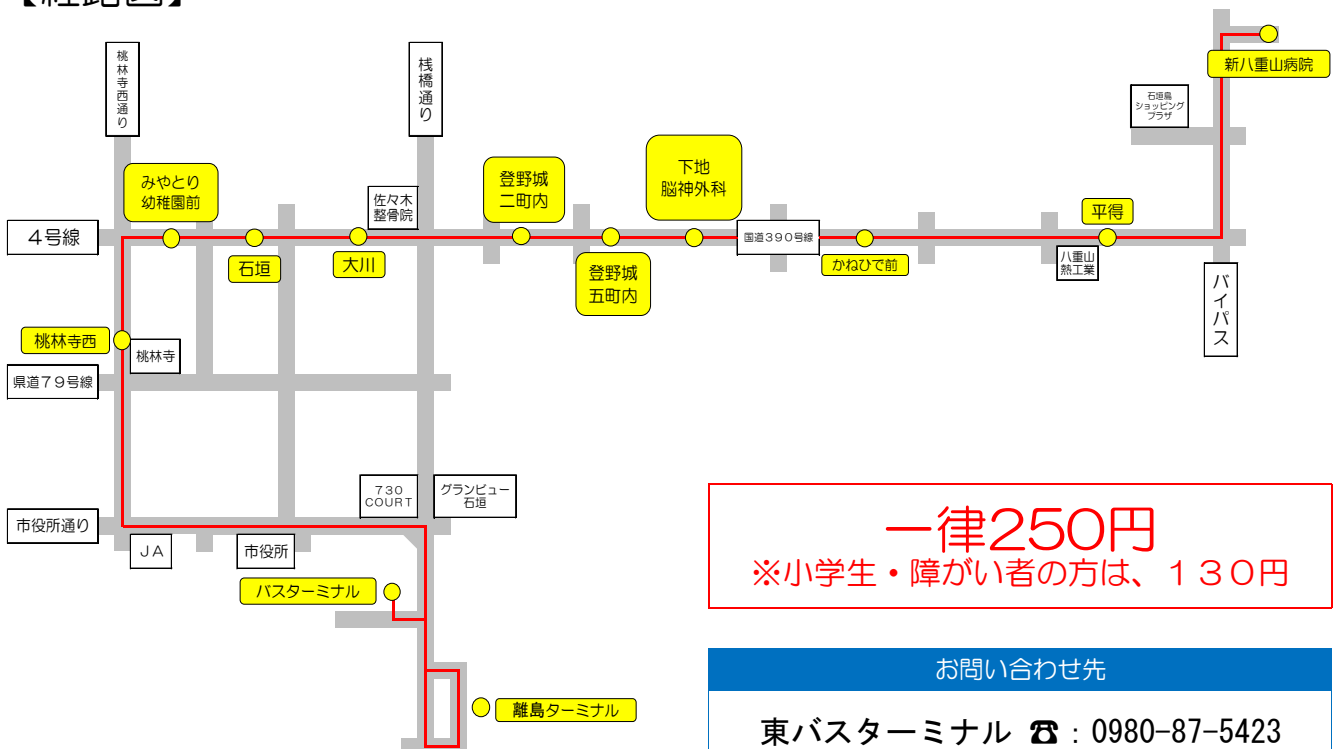 桃林寺西通り
桟橋通り
新八重山病院
石垣島
ショッピング
プラザ
みやとり
幼稚園前
佐々木
整骨院
登野城
二町内
下地
脳神外科
平得
4号線
石垣
大川
登野城
五町内
国道390号線
かねひで前
八重山
熱工業
バイパス
桃林寺西
桃林寺
県道79号線
730
COURT
グランビュー
石垣
市役所通り
JA
市役所
バスターミナル
離島ターミナル
一律250円
※小学生・障がい者の方は、130円
お問い合わせ先
東バスターミナル ☎:0980-87-5423